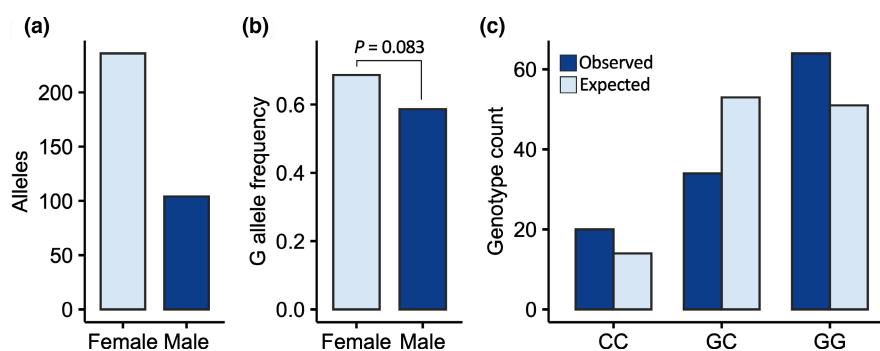 (a)
Alleles
200
150
100
50
0
Female Male
(b)
G allele frequency
P = 0.083
0.6
0.4
0.2
0.0
Female Male
(c)
Genotype count
Observed
Expected
60
40
20
0
CC GC GG